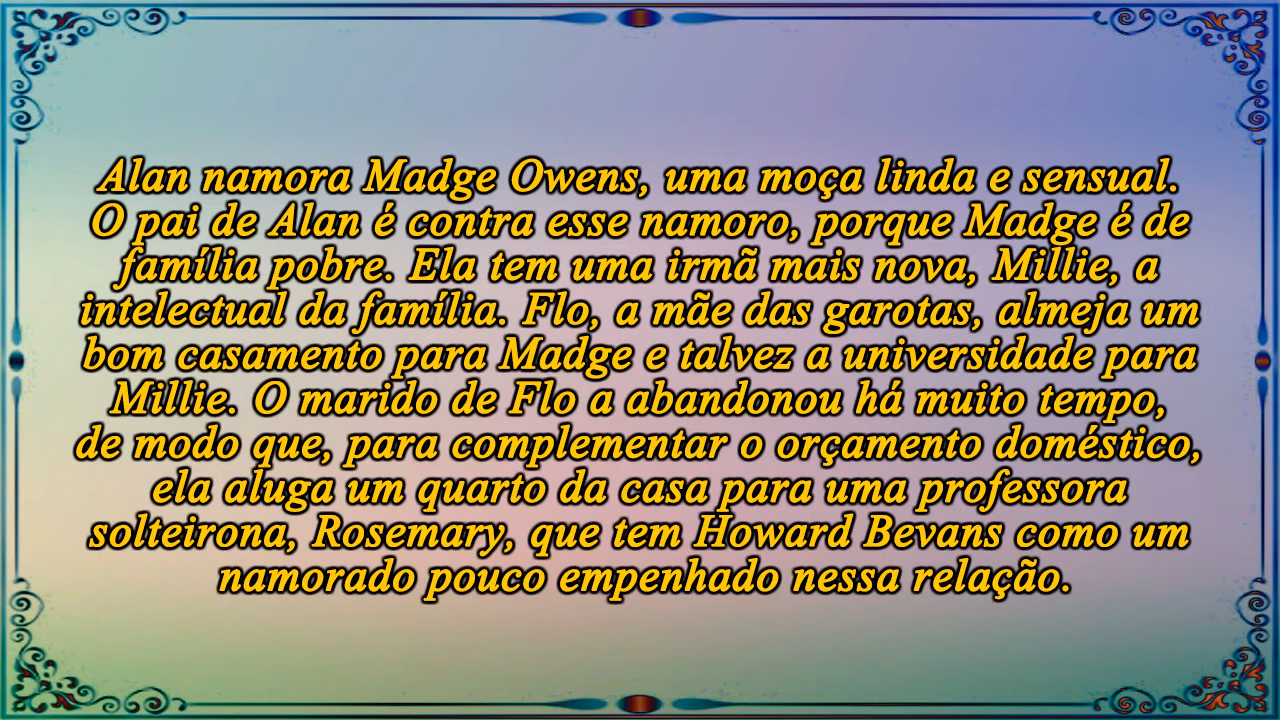 Alan namora Madge Owens, uma moça linda e sensual.
O pai de Alan é contra esse namoro, porque Madge é de
família pobre. Ela tem uma irmã mais nova, Millie, a
intelectual da família. Flo, a mãe das garotas, almeja um
bom casamento para Madge e talvez a universidade para
Millie. O marido de Flo a abandonou há muito tempo,
de modo que, para complementar o orçamento doméstico,
ela aluga um quarto da casa para uma professora
solteirona, Rosemary, que tem Howard Bevans como um
namorado pouco empenhado nessa relação.